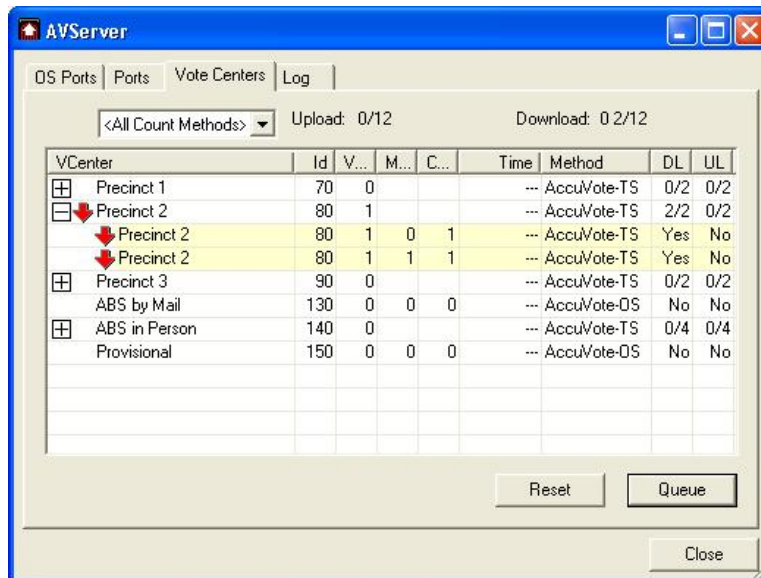 AVServer
OS Ports Ports Vote Centers Log
<All Count Methods> Upload: 0/12 Download: 0 2/12
VCenter Id V... M... C... Time Method DL UL
Precinct 1 70 0 --- AccuVote-TS 0/2 0/2
Precinct 2 80 1 --- AccuVote-TS 2/2 0/2
Precinct 2 80 1 0 1 --- AccuVote-TS Yes No
Precinct 2 80 1 1 1 --- AccuVote-TS Yes No
Precinct 3 90 0 --- AccuVote-TS 0/2 0/2
ABS by Mail 130 0 0 0 --- AccuVote-OS No No
ABS in Person 140 0 --- AccuVote-TS 0/4 0/4
Provisional 150 0 0 0 --- AccuVote-OS No No
Reset Queue
Close